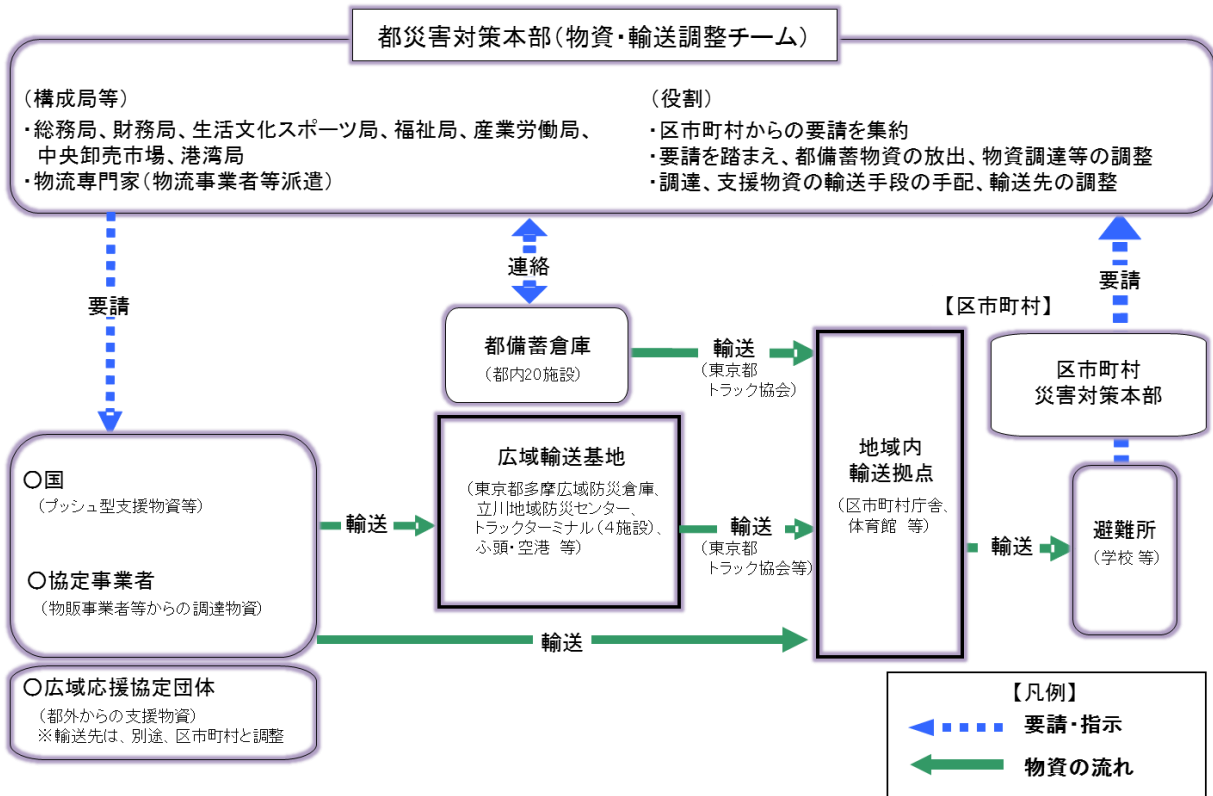 都災害対策本部（物資・輸送調整チーム）
（構成局等）
・総務局、財務局、生活文化スポーツ局、福祉局、産業労働局、
中央卸売市場、港湾局
・物流専門家（物流事業者等派遣）
（役割）
・区市町村からの要請を集約
・要請を踏まえ、都備蓄物資の放出、物資調達等の調整
・調達、支援物資の輸送手段の手配、輸送先の調整
要請
連絡
要請
【区市町村】
都備蓄倉庫
（都内20施設）
輸送
（東京都
トラック協会）
区市町村
災害対策本部
〇国
（プッシュ型支援物資等）
〇協定事業者
（物販事業者等からの調達物資）
輸送
広域輸送基地
（東京都多摩広域防災倉庫、
立川地域防災センター、
トラックターミナル（４施設）、
ふ頭・空港 等）
輸送
（東京都
トラック協会等）
地域内
輸送拠点
（区市町村庁舎、
体育館 等）
輸送
避難所
（学校 等）
輸送
〇広域応援協定団体
（都外からの支援物資）
※輸送先は、別途、区市町村と調整
【凡例】
要請・指示
物資の流れ